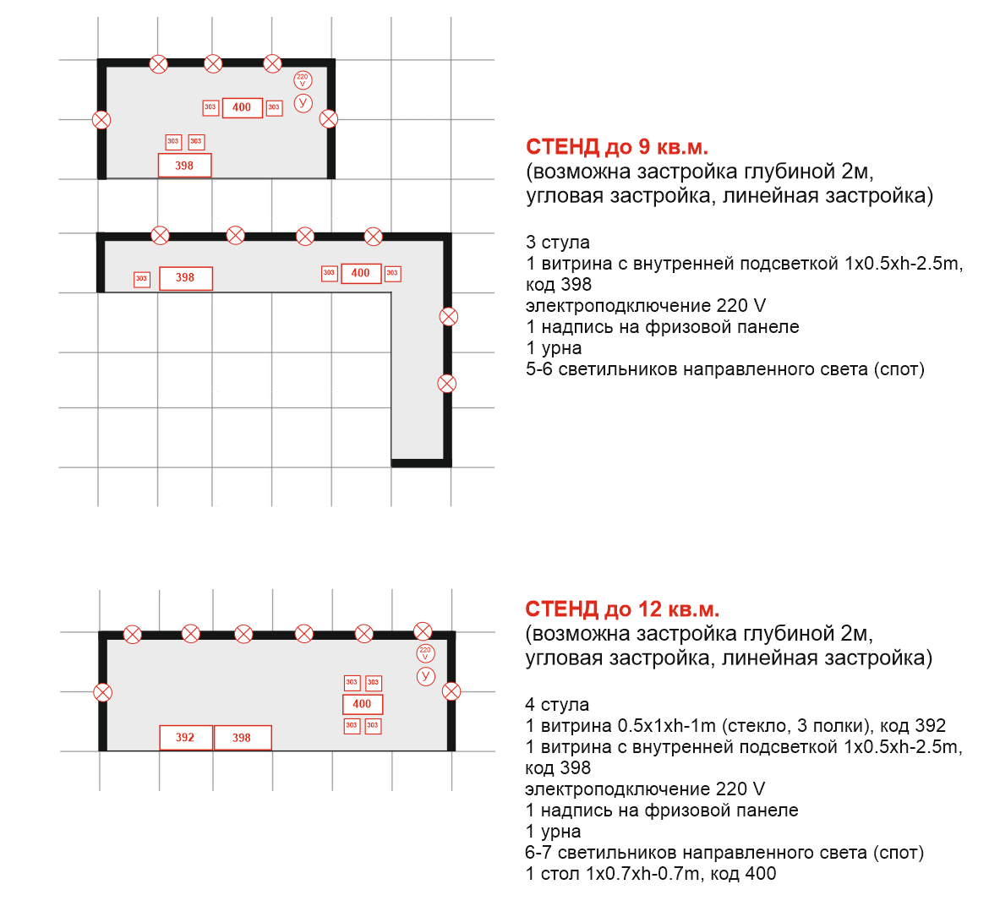 220
V
У
303
400
303
303
303
398
СТЕНД до 9 кв.м.
(возможна застройка глубиной 2м,
угловая застройка, линейная застройка)
3 стула
1 витрина с внутренней подсветкой 1x0.5xh-2.5m,
код 398
электроподключение 220 V
1 надпись на фризовой панеле
1 урна
5-6 светильников направленного света (спот)
303
398
303
400
303
220
V
У
303
303
400
303
303
392
398
СТЕНД до 12 кв.м.
(возможна застройка глубиной 2м,
угловая застройка, линейная застройка)
4 стула
1 витрина 0.5x1xh-1m (стекло, 3 полки), код 392
1 витрина с внутренней подсветкой 1x0.5xh-2.5m,
код 398
электроподключение 220 V
1 надпись на фризовой панеле
1 урна
6-7 светильников направленного света (спот)
1 стол 1x0.7xh-0.7m, код 400